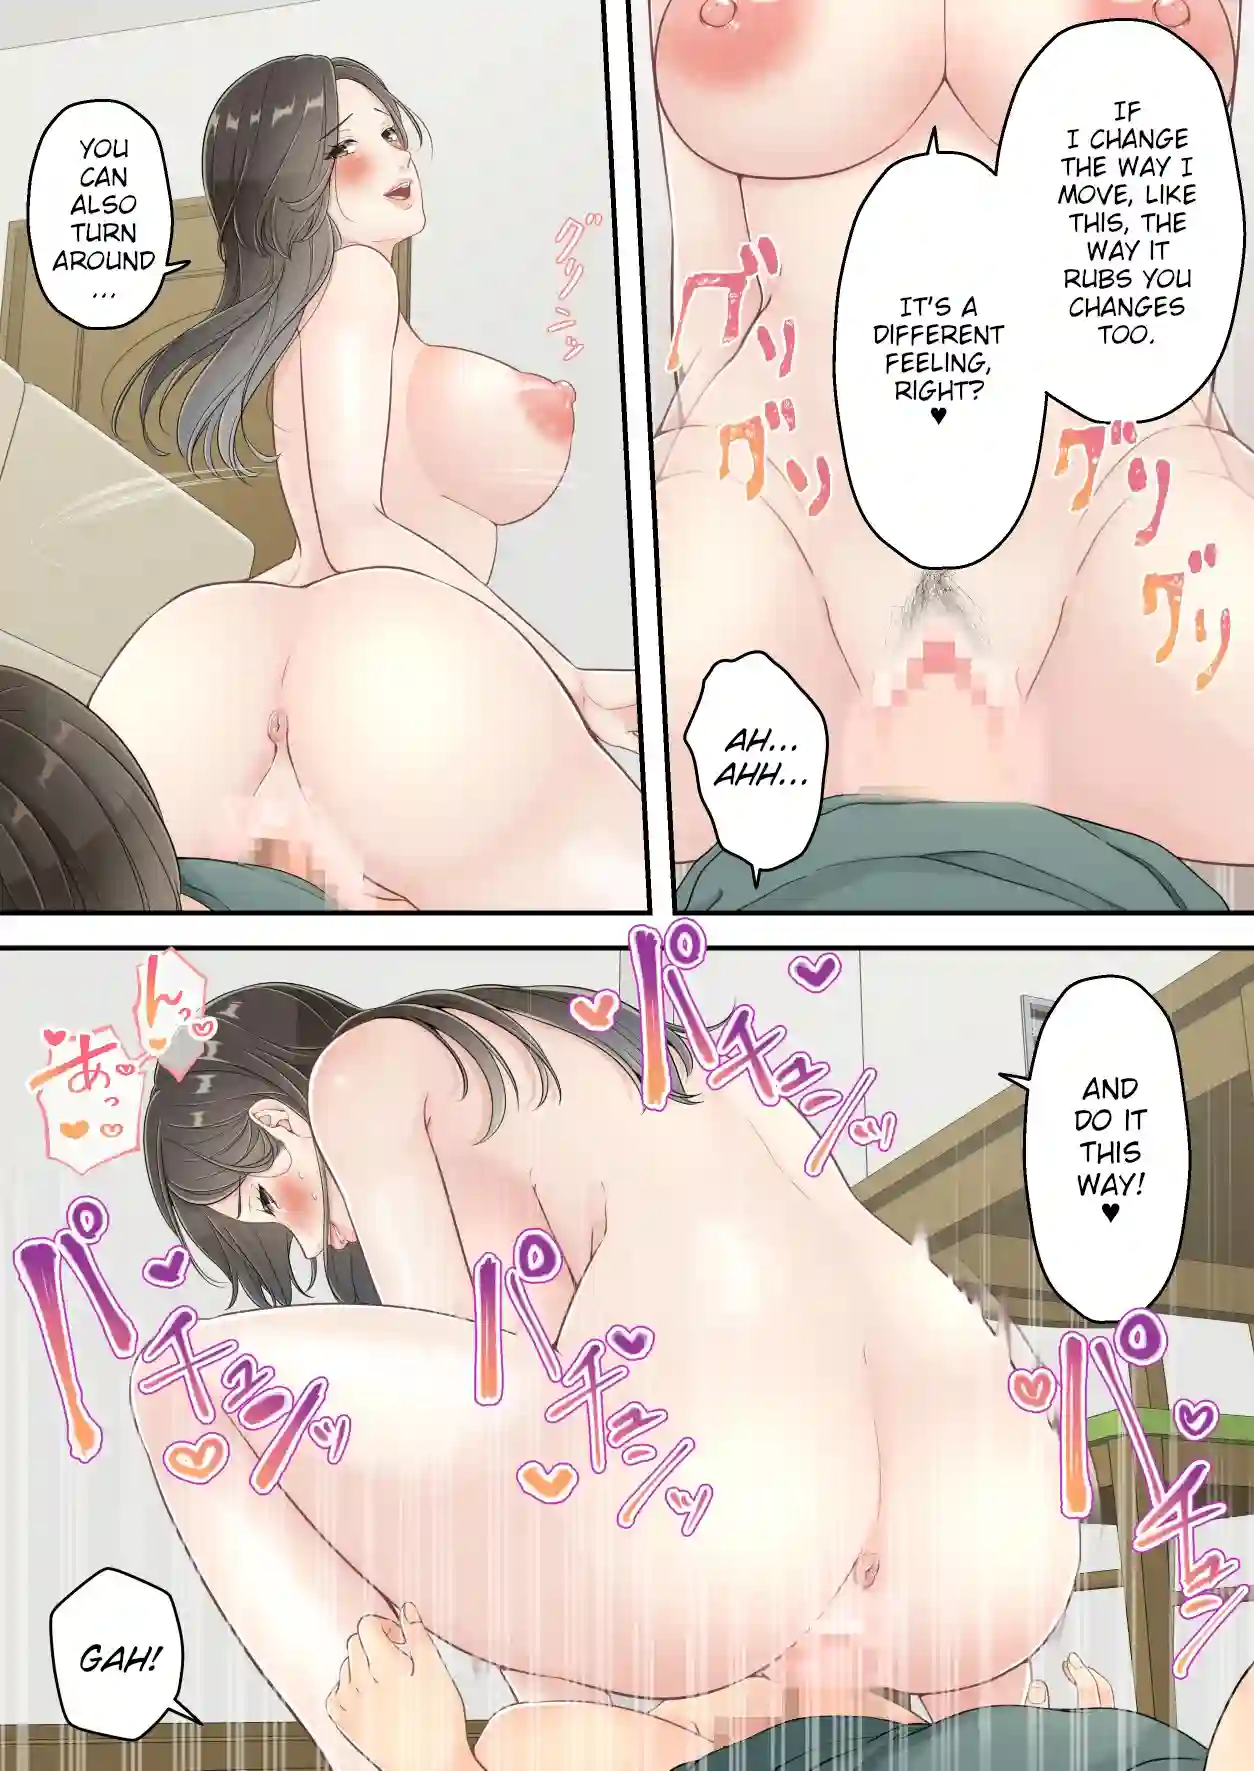 IF
I CHANGE
THE WAY I
MOVE, LIKE
THIS, THE
WAY IT
RUBS YOU
CHANGES
TOO.
IT'S A
DIFFERENT
FEELING,
RIGHT?
♥
グリ
グリ
グリ
グリ
AH...
AHH...
YOU
CAN
ALSO
TURN
AROUND
...
グリンッ
AND
DO IT
THIS
WAY!
♥
パチュンッ
んっ
あっ
パチュンッ
パチュンッ
パチュンッ
GAH!